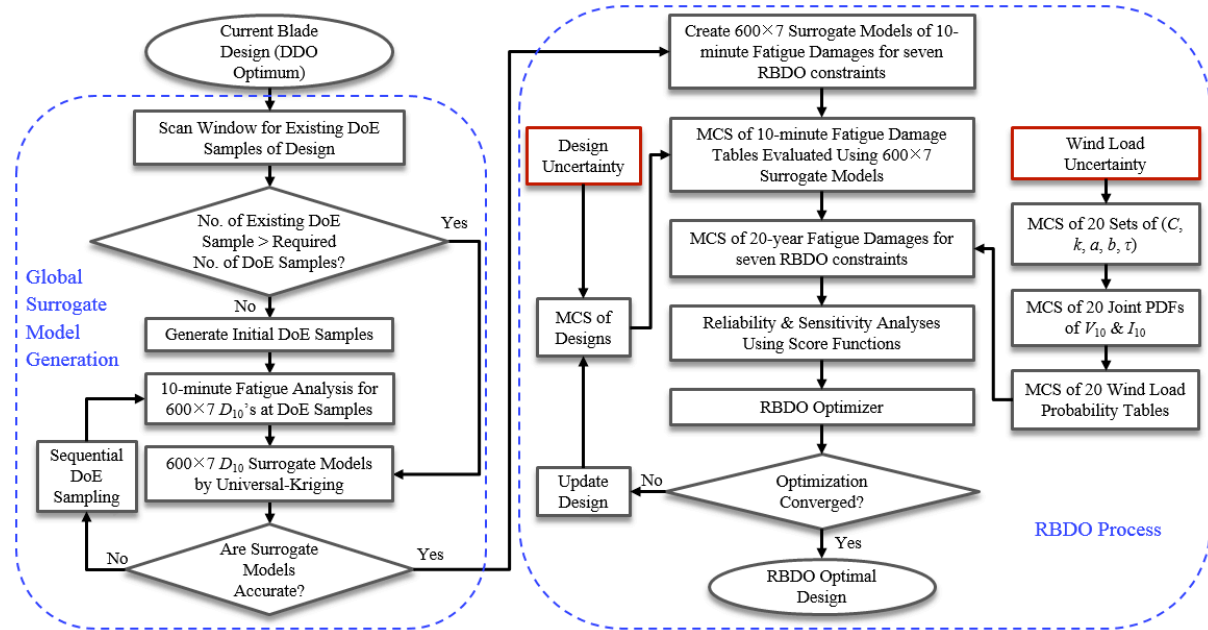 Current Blade
Design (DDO
Optimum)
Scan Window for Existing DoE
Samples of Design
No. of Existing DoE
Sample > Required
No. of DoE Samples?
Yes
No
Global
Surrogate
Model
Generation
Generate Initial DoE Samples
10-minute Fatigue Analysis for
600×7 D10's at DoE Samples
Sequential
DoE
Sampling
600×7 D10 Surrogate Models
by Universal-Kriging
No
Are Surrogate
Models
Accurate?
Yes
Create 600×7 Surrogate Models of 10-
minute Fatigue Damages for seven
RBDO constraints
Design
Uncertainty
MCS of 10-minute Fatigue Damage
Tables Evaluated Using 600×7
Surrogate Models
Wind Load
Uncertainty
MCS of 20-year Fatigue Damages for
seven RBDO constraints
MCS of 20 Sets of (C,
k, a, b, τ)
MCS of
Designs
Reliability & Sensitivity Analyses
Using Score Functions
MCS of 20 Joint PDFs
of V10 & I10
RBDO Optimizer
MCS of 20 Wind Load
Probability Tables
Update
Design
No
Optimization
Converged?
Yes
RBDO Process
RBDO Optimal
Design